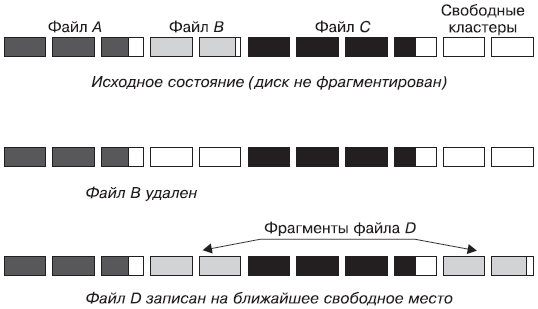 Файл A
Файл B
Файл C
Свободные
кластеры
Исходное состояние (диск не фрагментирован)
Файл B удален
Фрагменты файла D
Файл D записан на ближайшее свободное место